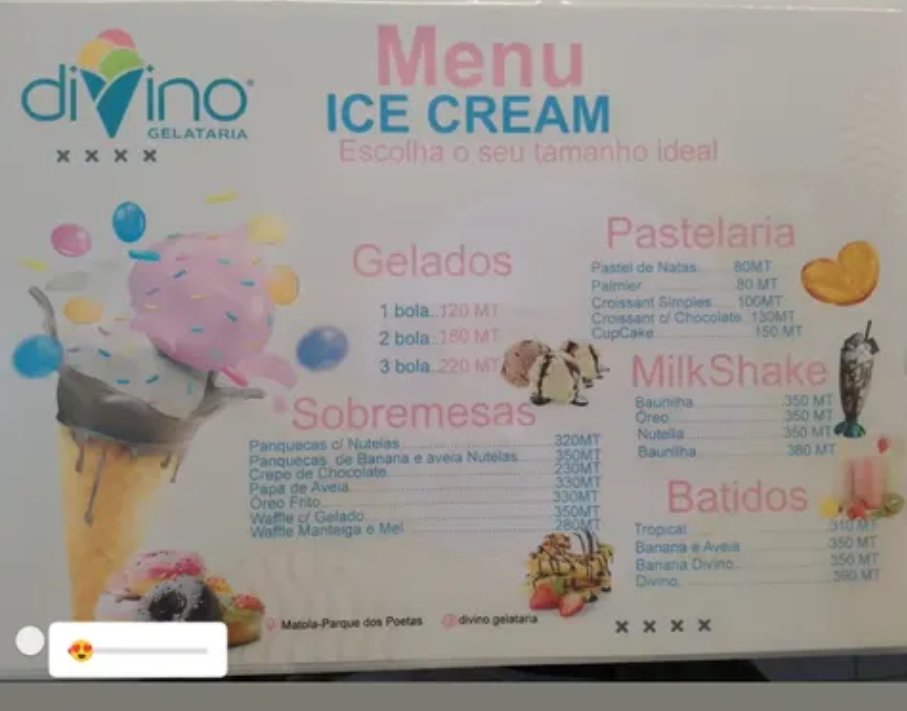 diVino
GELATARIA
x x x x
Menu
ICE CREAM
Escolha o seu tamanho ideal
Gelados
1 bola..120 MT
2 bola..180 MT
3 bola..220 MT
Sobremesas
Panquecas c/ Nutelas.....320MT
Panquecas de Banana e aveia Nutelas.....350MT
Crepe de Chocolate.....230MT
Papa de Aveia.....330MT
Oreo Frito.....330MT
Waffle c/ Gelado.....350MT
Waffle Manteiga e Mel.....280MT
Pastelaria
Pastel de Natas.....80MT
Palmier.....80 MT
Croissant Simples.....100MT
Croissant c/ Chocolate..130MT
CupCake.....150 MT
MilkShake
Baunilha.....350 MT
Oreo.....350 MT
Nutella.....350 MT
Baunilha.....380 MT
Batidos
Tropical.....310 MT
Banana e Aveia.....350 MT
Banana Divino.....350 MT
Divino.....390 MT
Matola-Parque dos Poetas
divino.gelataria
x x x x